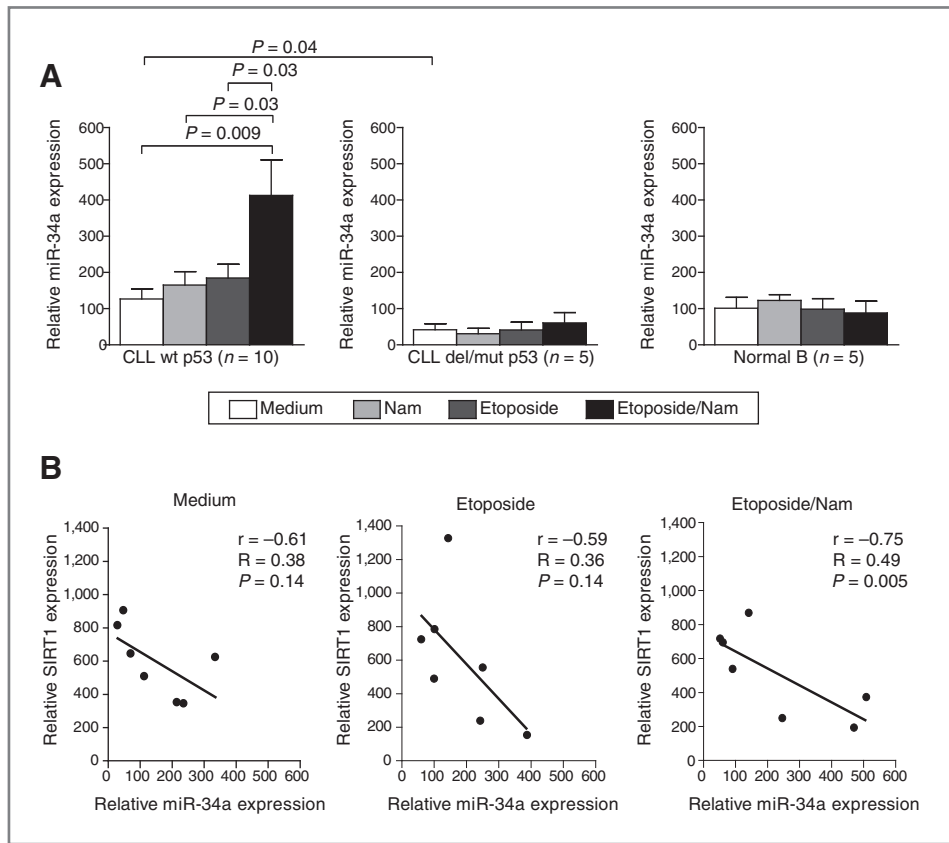 A
P = 0.04
P = 0.03
P = 0.03
P = 0.009
Relative miR-34a expression
600
500
400
300
200
100
0
CLL wt p53 (n = 10)
Relative miR-34a expression
600
500
400
300
200
100
0
CLL del/mut p53 (n = 5)
Relative miR-34a expression
600
500
400
300
200
100
0
Normal B (n = 5)
Medium Nam Etoposide Etoposide/Nam
B
Medium
r = –0.61
R = 0.38
P = 0.14
Relative SIRT1 expression
1,400
1,200
1,000
800
600
400
200
0
0 100 200 300 400 500 600
Relative miR-34a expression
Etoposide
r = –0.59
R = 0.36
P = 0.14
Relative SIRT1 expression
1,400
1,200
1,000
800
600
400
200
0
0 100 200 300 400 500 600
Relative miR-34a expression
Etoposide/Nam
r = –0.75
R = 0.49
P = 0.005
Relative SIRT1 expression
1,400
1,200
1,000
800
600
400
200
0
0 100 200 300 400 500 600
Relative miR-34a expression